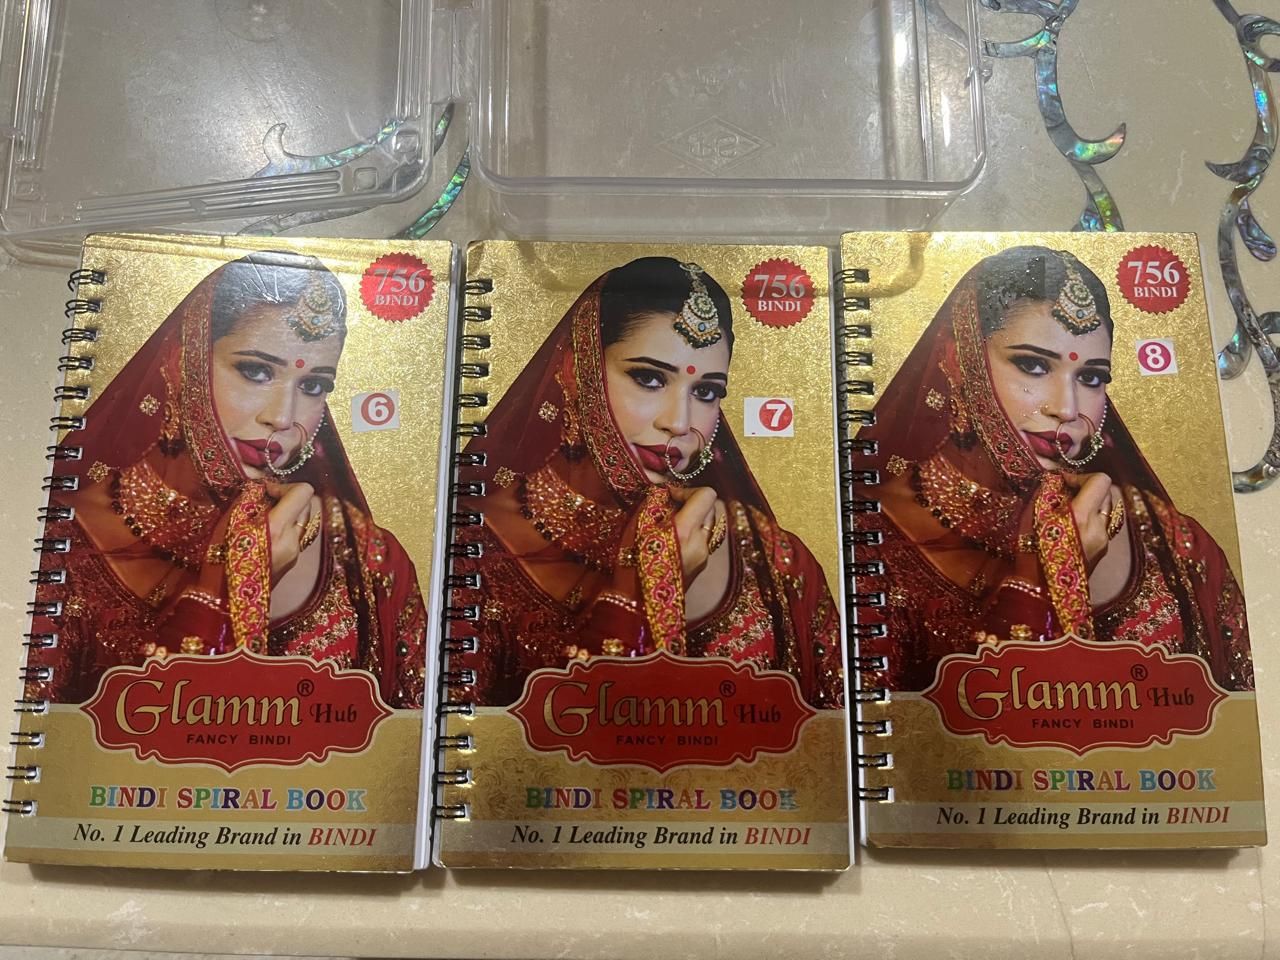 756
BINDI
6
Glamm® Hub
FANCY BINDI
BINDI SPIRAL BOOK
No. 1 Leading Brand in BINDI
756
BINDI
7
Glamm® Hub
FANCY BINDI
BINDI SPIRAL BOOK
No. 1 Leading Brand in BINDI
756
BINDI
8
Glamm® Hub
FANCY BINDI
BINDI SPIRAL BOOK
No. 1 Leading Brand in BINDI